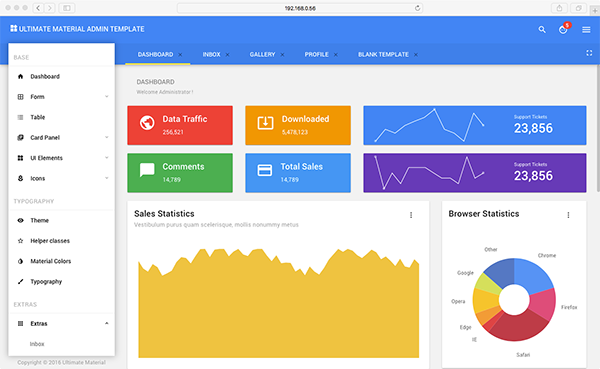 192.168.0.56
ULTIMATE MATERIAL ADMIN TEMPLATE
5
DASHBOARD ×
INBOX ×
GALLERY ×
PROFILE ×
BLANK TEMPLATE ×
BASE
Dashboard
Form
Table
Card Panel
UI Elements
Icons
TYPOGRAPHY
Theme
Helper classes
Material Colors
Typography
EXTRAS
Extras
Inbox
Copyright © 2016 Ultimate Material
DASHBOARD
Welcome Administrator !
Data Traffic
256,521
Downloaded
5,478,123
Support Tickets
23,856
Comments
14,789
Total Sales
14,789
Support Tickets
23,856
Sales Statistics
Vestibulum purus quam scelerisque, mollis nonummy metus
Browser Statistics
Other
Chrome
Google
Opera
Firefox
Edge
IE
Safari